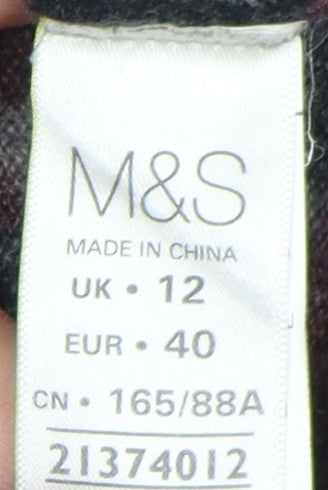 M&S
MADE IN CHINA
UK • 12
EUR • 40
CN • 165/88A
21374012